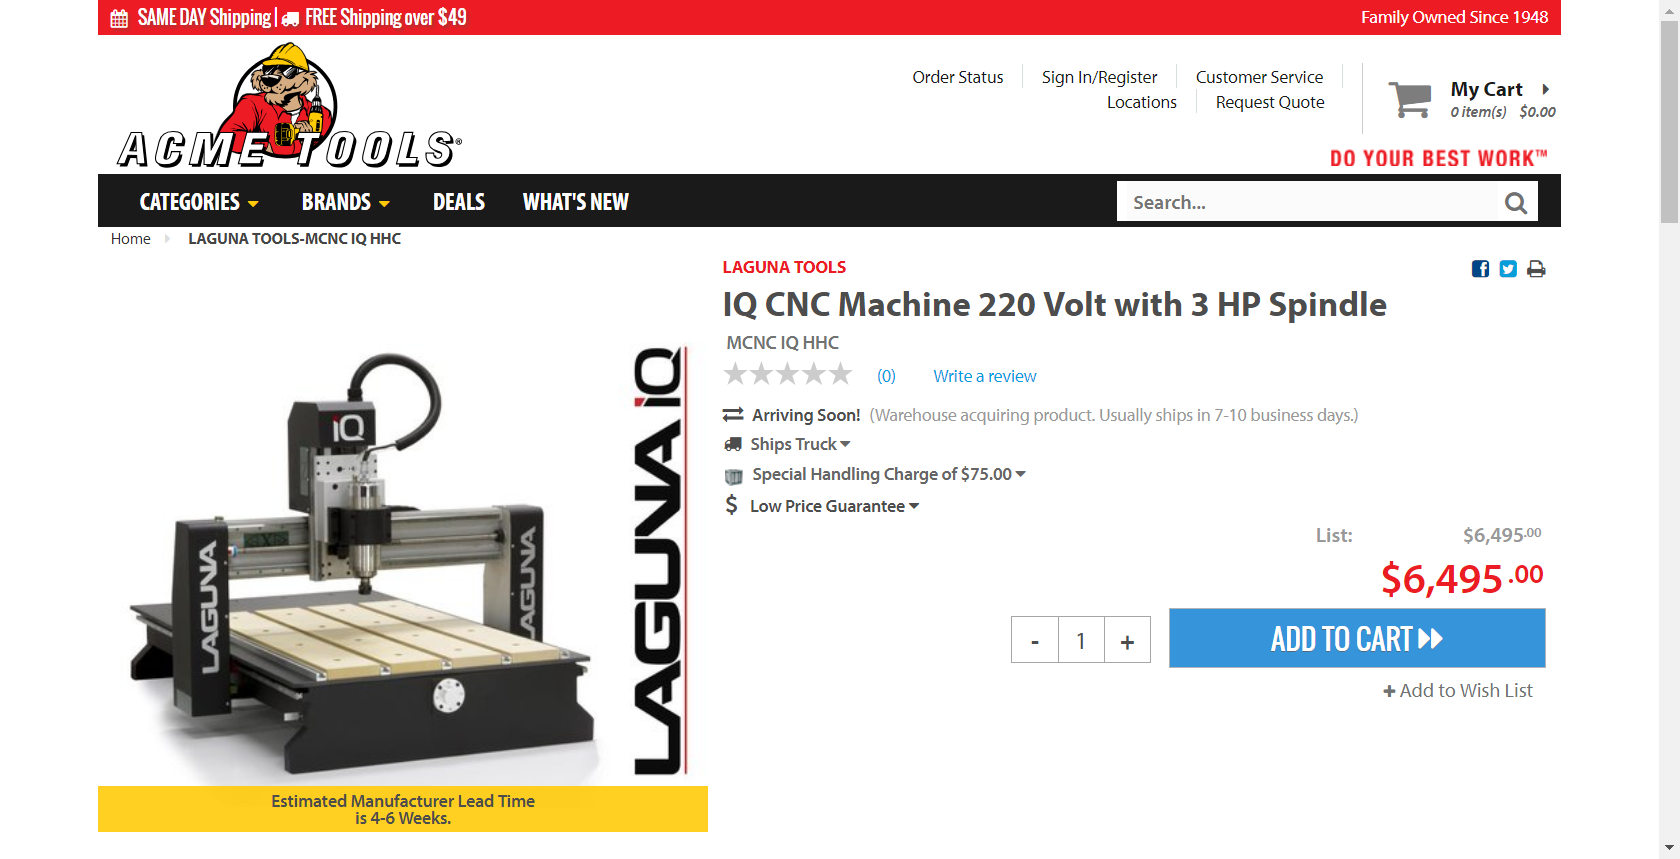 SAME DAY Shipping | FREE Shipping over $49
Family Owned Since 1948
ACME TOOLS®
Order Status
Sign In/Register
Customer Service
Locations
Request Quote
My Cart
0 item(s) $0.00
DO YOUR BEST WORK™
CATEGORIES
BRANDS
DEALS
WHAT'S NEW
Search...
Home
LAGUNA TOOLS-MCNC IQ HHC
LAGUNA TOOLS
IQ CNC Machine 220 Volt with 3 HP Spindle
MCNC IQ HHC
(0)
Write a review
Arriving Soon! (Warehouse acquiring product. Usually ships in 7-10 business days.)
Ships Truck
Special Handling Charge of $75.00
Low Price Guarantee
List: $6,495.00
$6,495.00
- 1 +
ADD TO CART
+ Add to Wish List
iQ
LAGUNA
LAGUNA
LAGUNA iQ
Estimated Manufacturer Lead Time
is 4-6 Weeks.